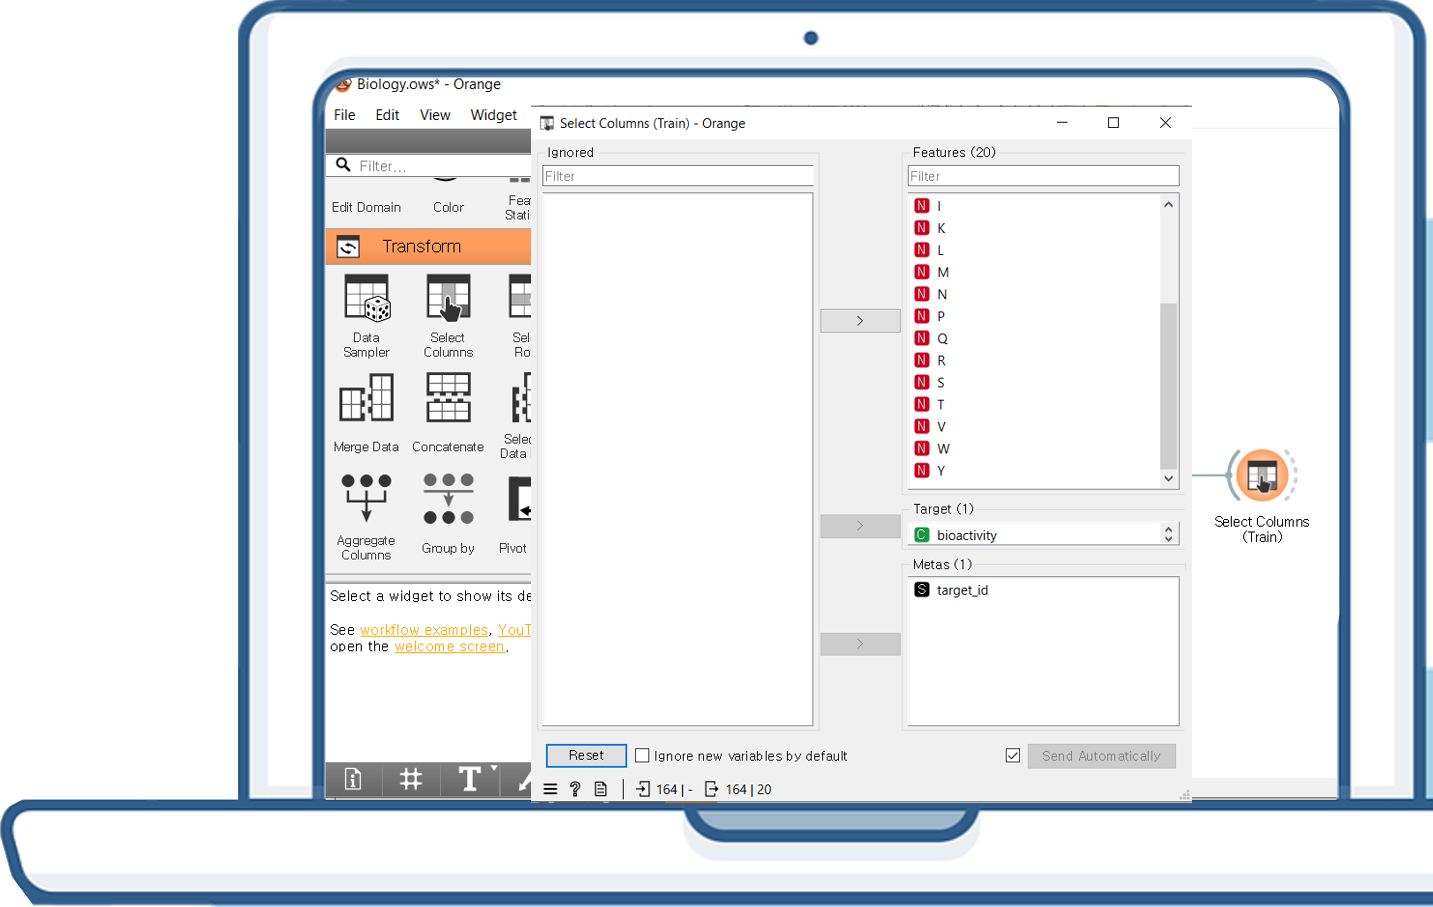 Biology.ows* - Orange
File Edit View Widget
Select Columns (Train) - Orange
Filter...
Edit Domain
Color
Fea
Stati
Transform
Data
Sampler
Select
Columns
Sel
Ro
Merge Data
Concatenate
Selec
Data
Aggregate
Columns
Group by
Pivot
Select a widget to show its de
See workflow examples, YouT
open the welcome screen.
T
Ignored
Filter
>
>
>
Features (20)
Filter
N I
N K
N L
N M
N N
N P
N Q
N R
N S
N T
N V
N W
N Y
Target (1)
C bioactivity
Metas (1)
S target_id
Reset
Ignore new variables by default
Send Automatically
? 164 | - 164 | 20
Select Columns
(Train)